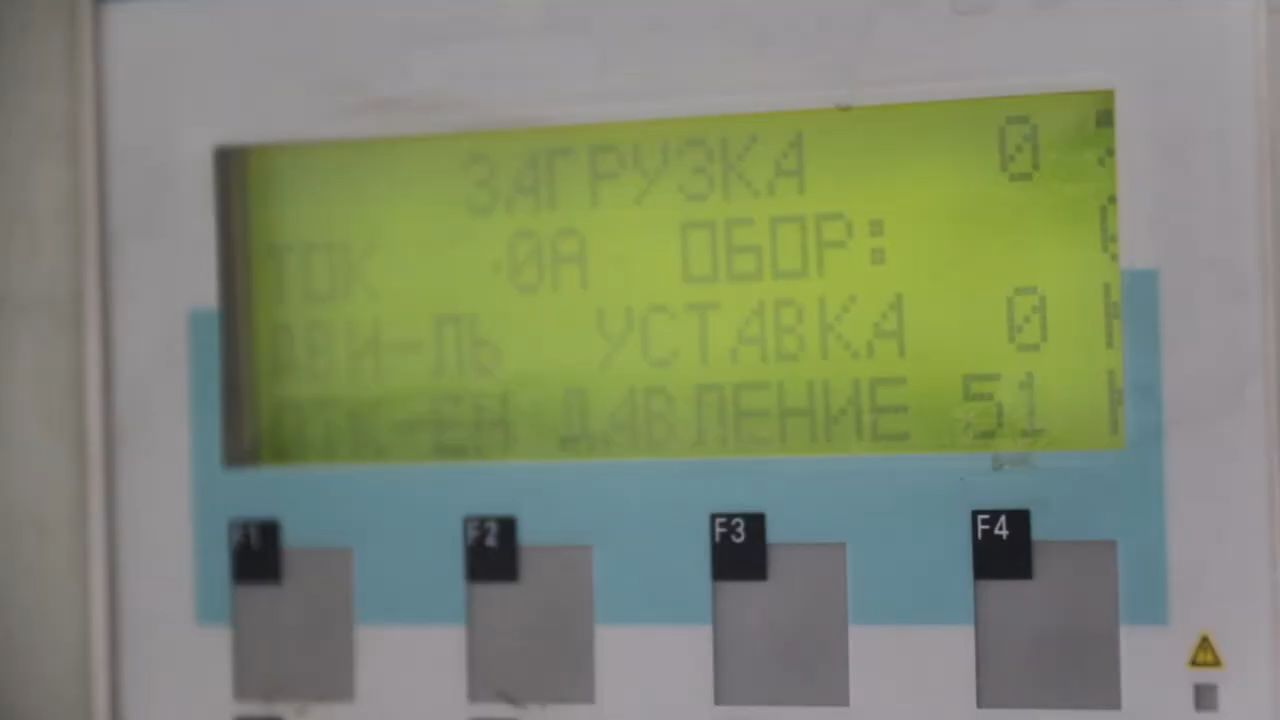 ЗАГРУЗКА 0 %
ТОК 0А ОБОР:
ДВИ-ЛЬ УСТАВКА 0
ДАВЛЕНИЕ 51
F1 F2 F3 F4